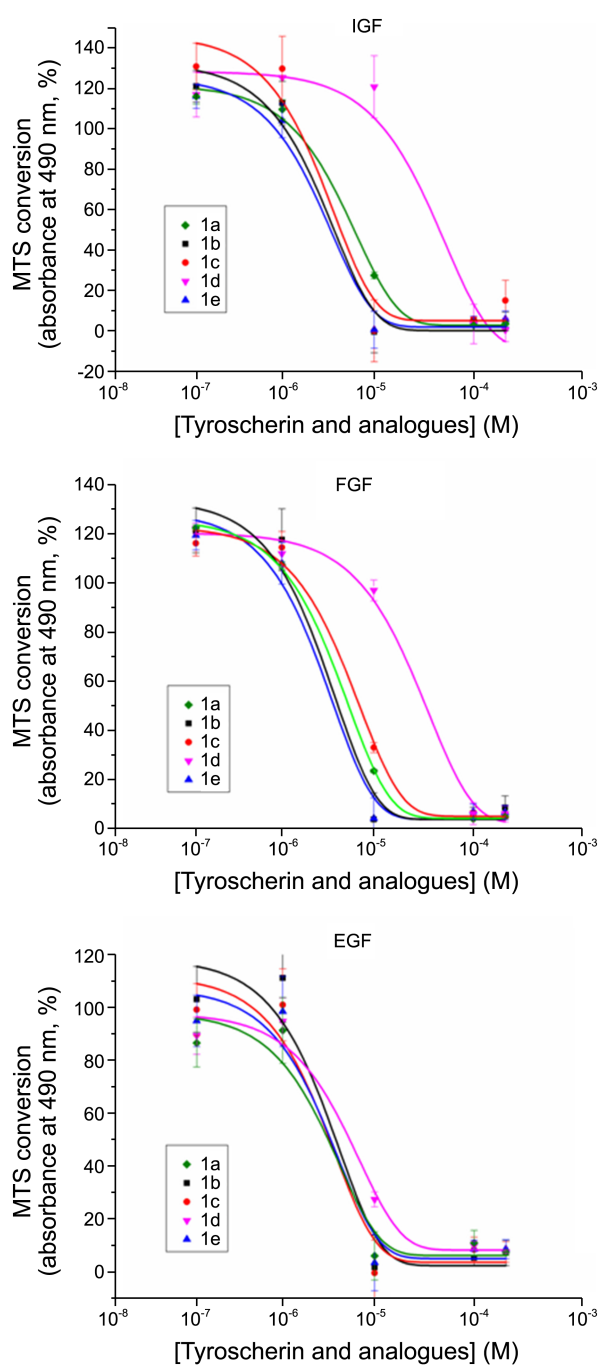 IGF
MTS conversion
(absorbance at 490 nm, %)
140
120
100
80
60
40
20
0
-20
1a
1b
1c
1d
1e
10⁻⁸ 10⁻⁷ 10⁻⁶ 10⁻⁵ 10⁻⁴ 10⁻³
[Tyroscherin and analogues] (M)
FGF
MTS conversion
(absorbance at 490 nm, %)
140
120
100
80
60
40
20
0
1a
1b
1c
1d
1e
10⁻⁸ 10⁻⁷ 10⁻⁶ 10⁻⁵ 10⁻⁴ 10⁻³
[Tyroscherin and analogues] (M)
EGF
MTS conversion
(absorbance at 490 nm, %)
120
100
80
60
40
20
0
1a
1b
1c
1d
1e
10⁻⁸ 10⁻⁷ 10⁻⁶ 10⁻⁵ 10⁻⁴ 10⁻³
[Tyroscherin and analogues] (M)